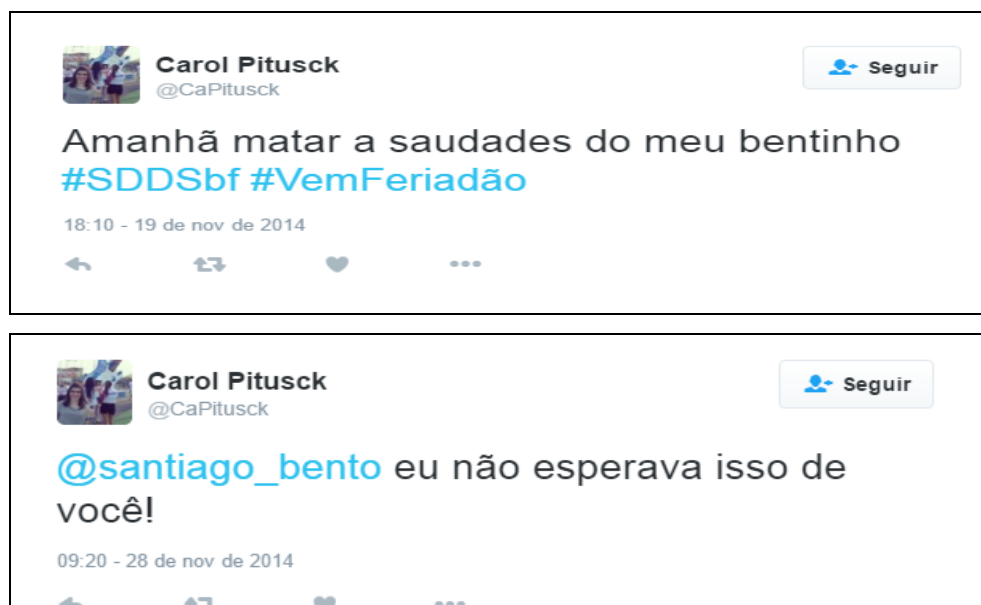 Carol Pitusck
Seguir
@CaPitusck
Amanhã matar a saudades do meu bentinho
#SDDSbf #VemFeriadão
18:10 - 19 de nov de 2014
Carol Pitusck
Seguir
@CaPitusck
@santiago_bento eu não esperava isso de
você!
09:20 - 28 de nov de 2014